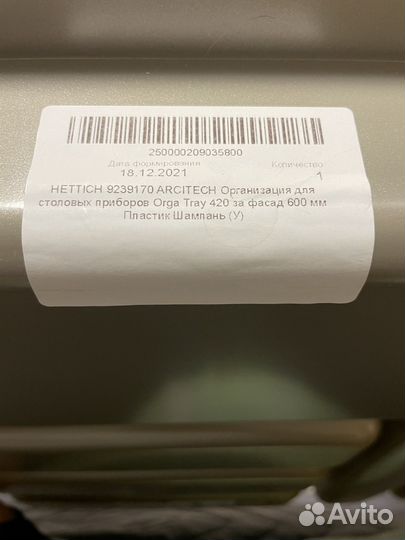 250000209035800
Дата формирования Количество
18.12.2021 1
HETTICH 9239170 ARCITECH Организация для
столовых приборов Orga Tray 420 за фасад 600 мм
Пластик Шампань (У)
Avito